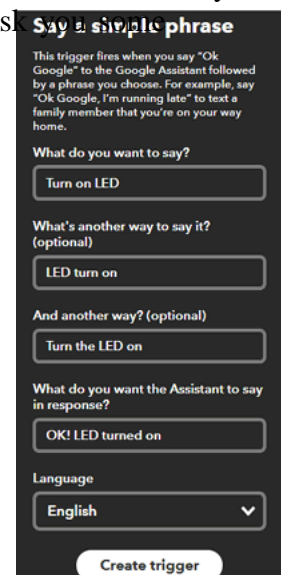 sk you some
Say a simple phrase
This trigger fires when you say "Ok
Google" to the Google Assistant followed
by a phrase you choose. For example, say
"Ok Google, I'm running late" to text a
family member that you're on your way
home.
What do you want to say?
Turn on LED
What's another way to say it?
(optional)
LED turn on
And another way? (optional)
Turn the LED on
What do you want the Assistant to say
in response?
OK! LED turned on
Language
English
Create trigger